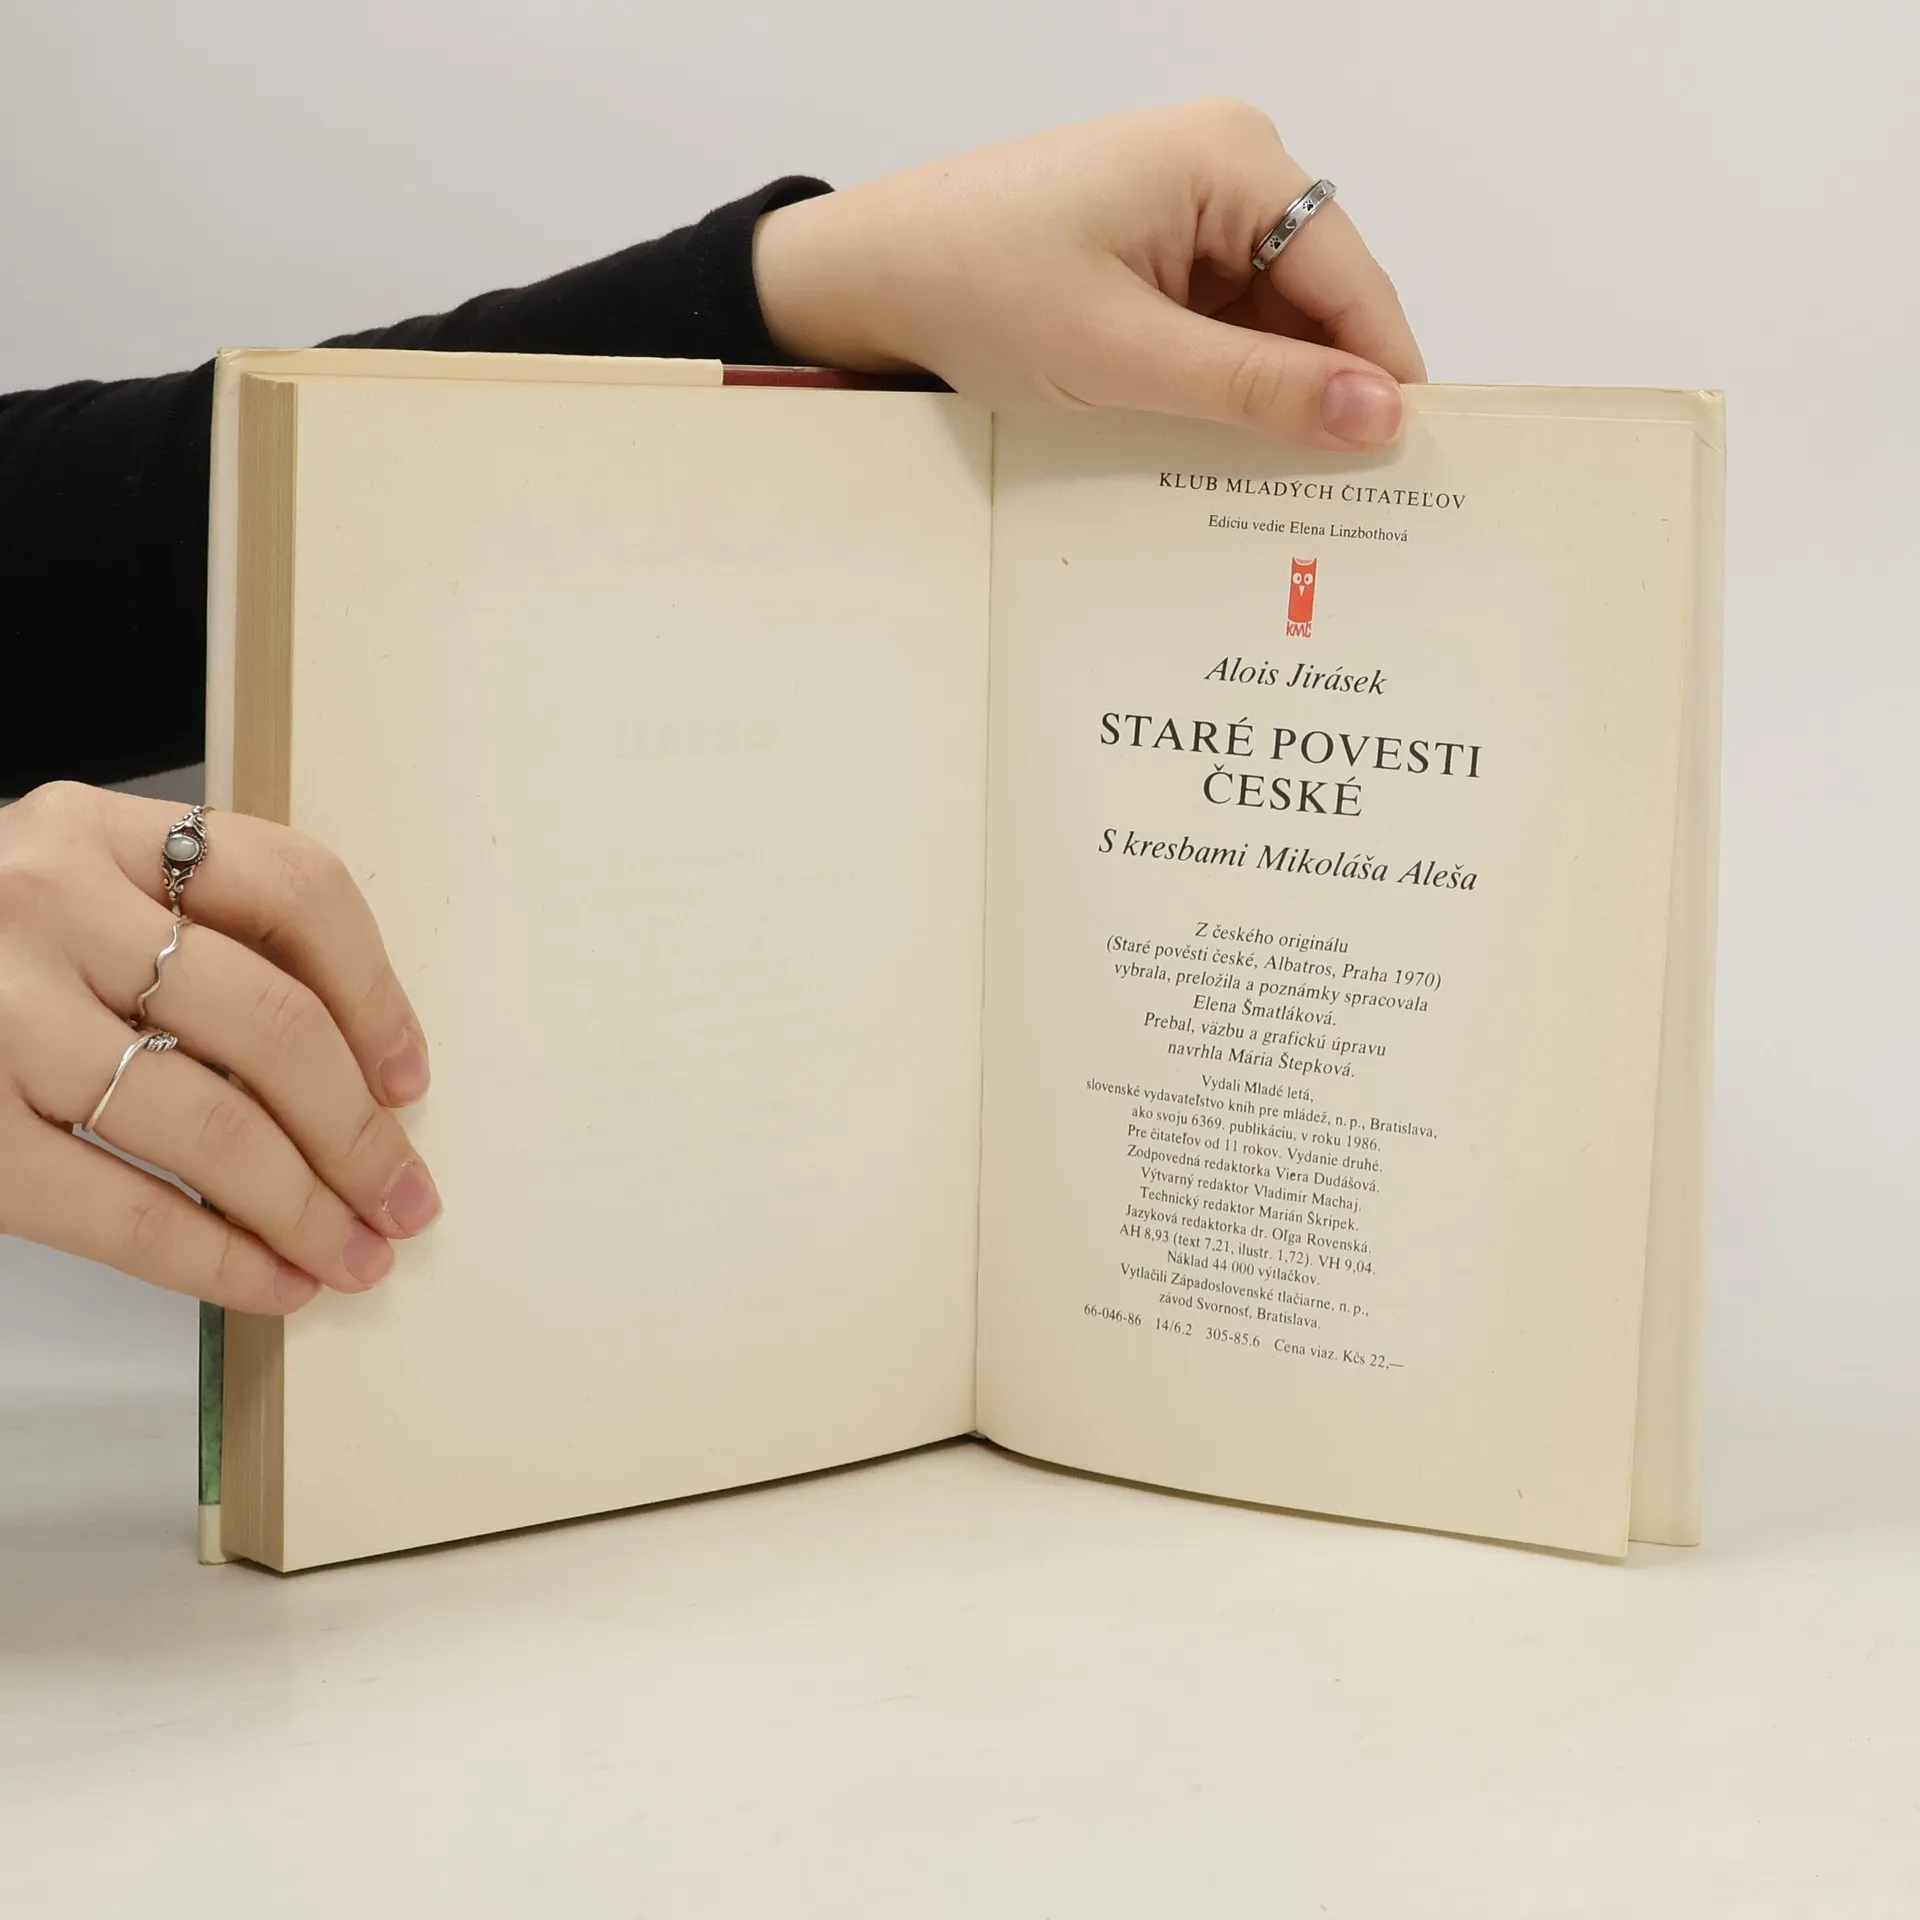 KLUB MLADÝCH ČITATEĽOV
Edíciu vedie Elena Linzbothová
KMČ
Alois Jirásek
STARÉ POVESTI
ČESKÉ
S kresbami Mikoláša Aleša
Z českého originálu
(Staré pověsti české, Albatros, Praha 1970)
vybrala, preložila a poznámky spracovala
Elena Šmatláková.
Prebal, väzbu a grafickú úpravu
navrhla Mária Štepková.
Vydali Mladé letá,
slovenské vydavateľstvo kníh pre mládež, n. p., Bratislava,
ako svoju 6369. publikáciu, v roku 1986.
Pre čitateľov od 11 rokov. Vydanie druhé.
Zodpovedná redaktorka Viera Dudášová.
Výtvarný redaktor Vladimír Machaj.
Technický redaktor Marián Škripek.
Jazyková redaktorka dr. Oľga Rovenská.
AH 8,93 (text 7,21, ilustr. 1,72). VH 9,04.
Náklad 44 000 výtlačkov.
Vytlačili Západoslovenské tlačiarne, n. p.,
závod Svornosť, Bratislava.
66-046-86 14/6.2 305-85.6 Cena viaz. Kčs 22,—